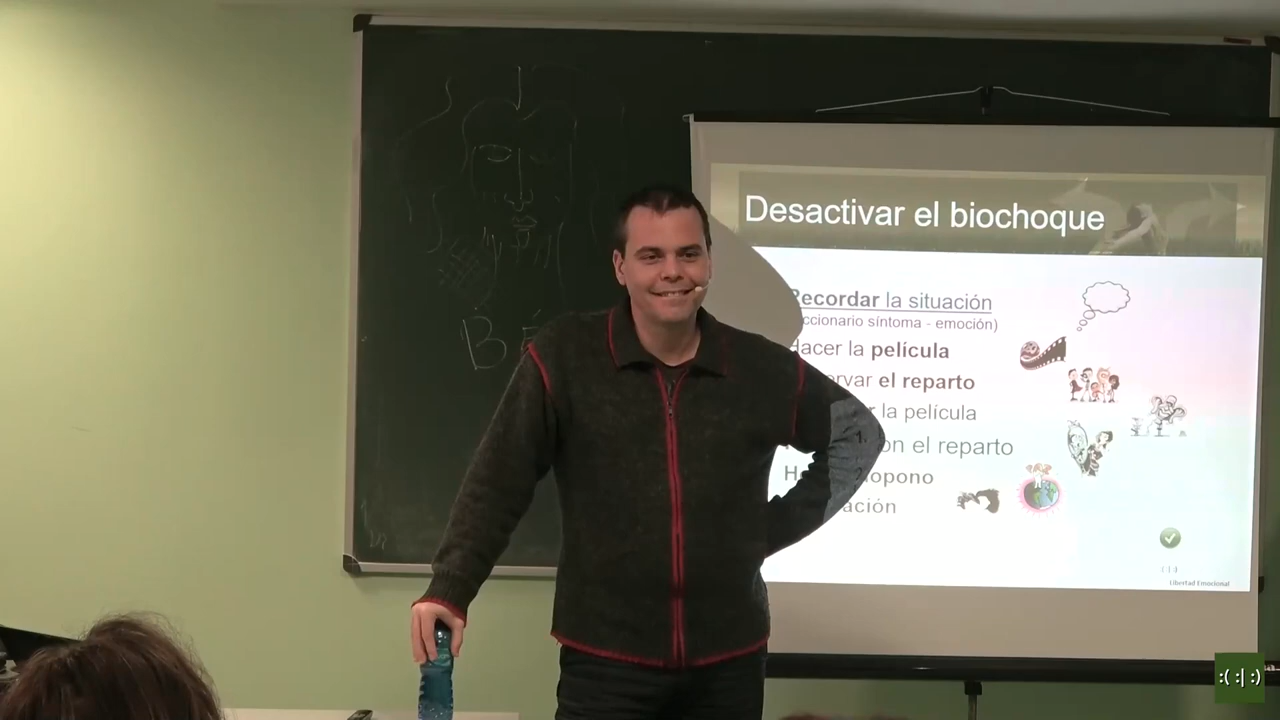 Desactivar el biochoque
Recordar la situación
ccionario síntoma - emoción)
Hacer la película
rvar el reparto
r la película
on el reparto
opono
ación
Libertad Emocional
B
:( :| :)